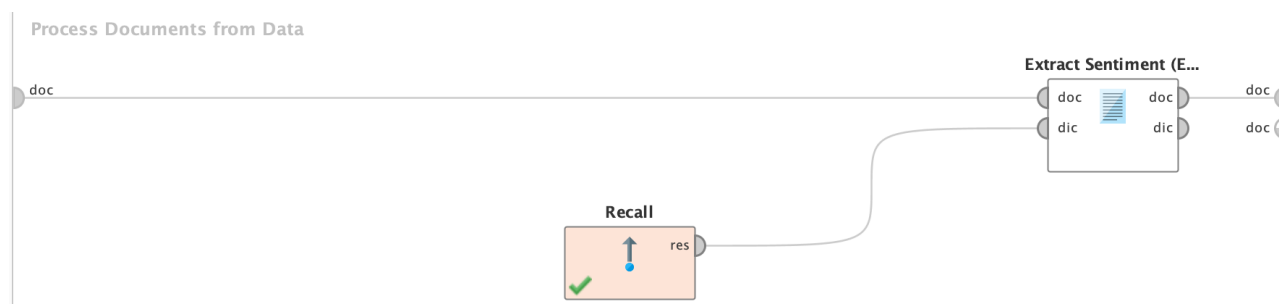 Process Documents from Data
Extract Sentiment (E...
doc
doc
doc
doc
dic
dic
doc
Recall
res